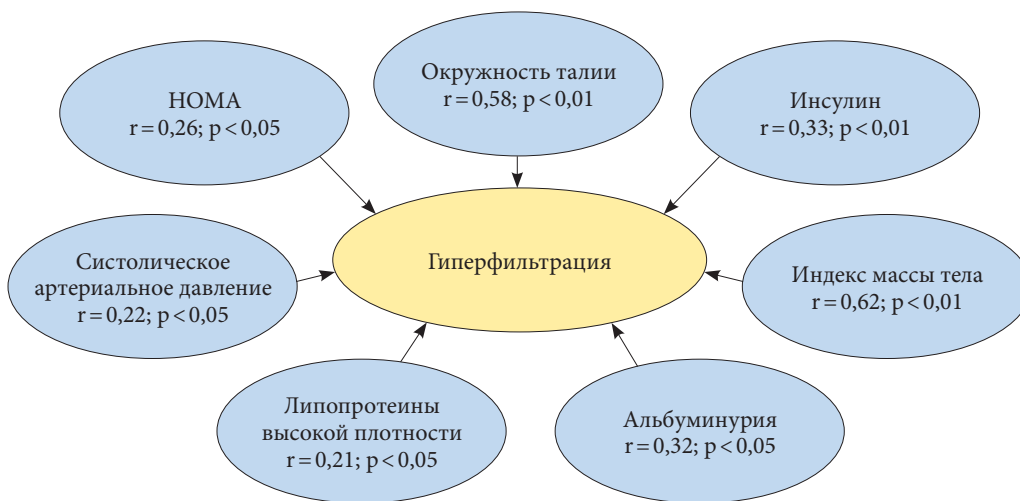 Окружность талии
r = 0,58; p < 0,01
HOMA
r = 0,26; p < 0,05
Инсулин
r = 0,33; p < 0,01
Систолическое
артериальное давление
r = 0,22; p < 0,05
Гиперфильтрация
Индекс массы тела
r = 0,62; p < 0,01
Липопротеины
высокой плотности
r = 0,21; p < 0,05
Альбуминурия
r = 0,32; p < 0,05